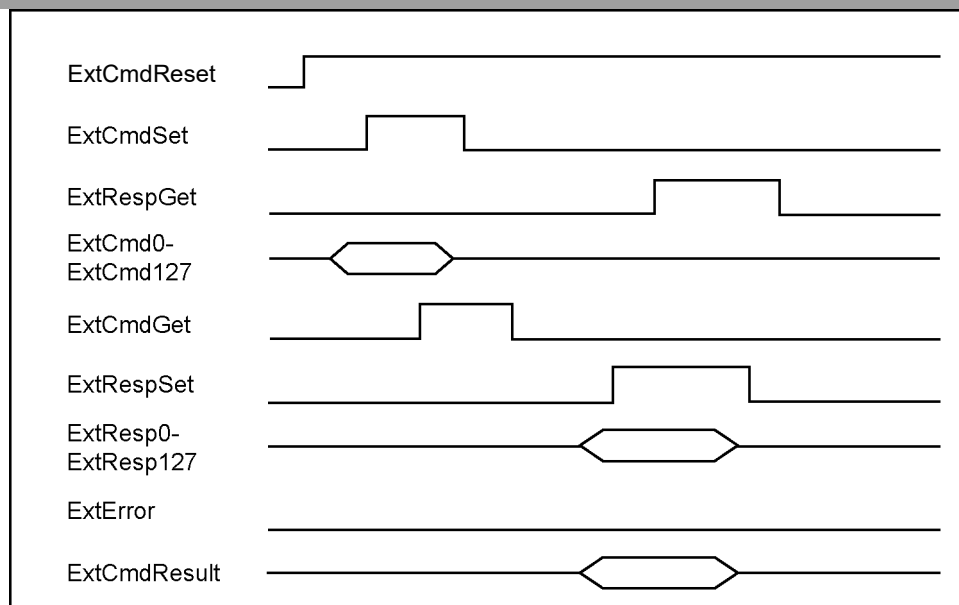 ExtCmdReset
ExtCmdSet
ExtRespGet
ExtCmd0-
ExtCmd127
ExtCmdGet
ExtRespSet
ExtResp0-
ExtResp127
ExtError
ExtCmdResult